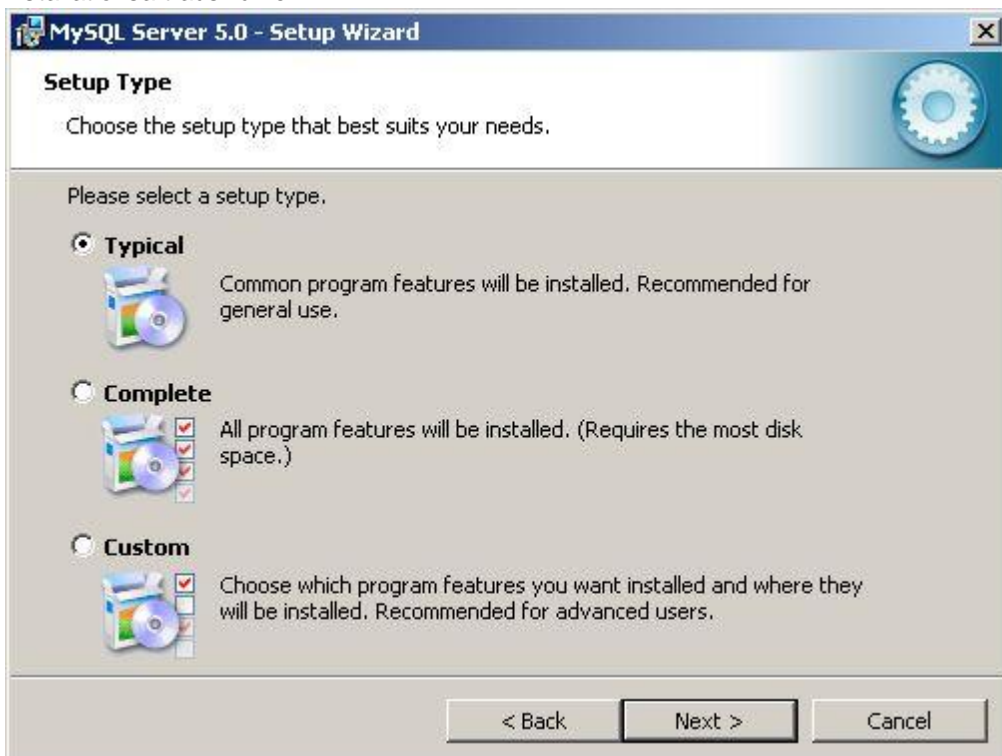 MySQL Server 5.0 - Setup Wizard
Setup Type
Choose the setup type that best suits your needs.
Please select a setup type.
Typical
Common program features will be installed. Recommended for
general use.
Complete
All program features will be installed. (Requires the most disk
space.)
Custom
Choose which program features you want installed and where they
will be installed. Recommended for advanced users.
< Back
Next >
Cancel